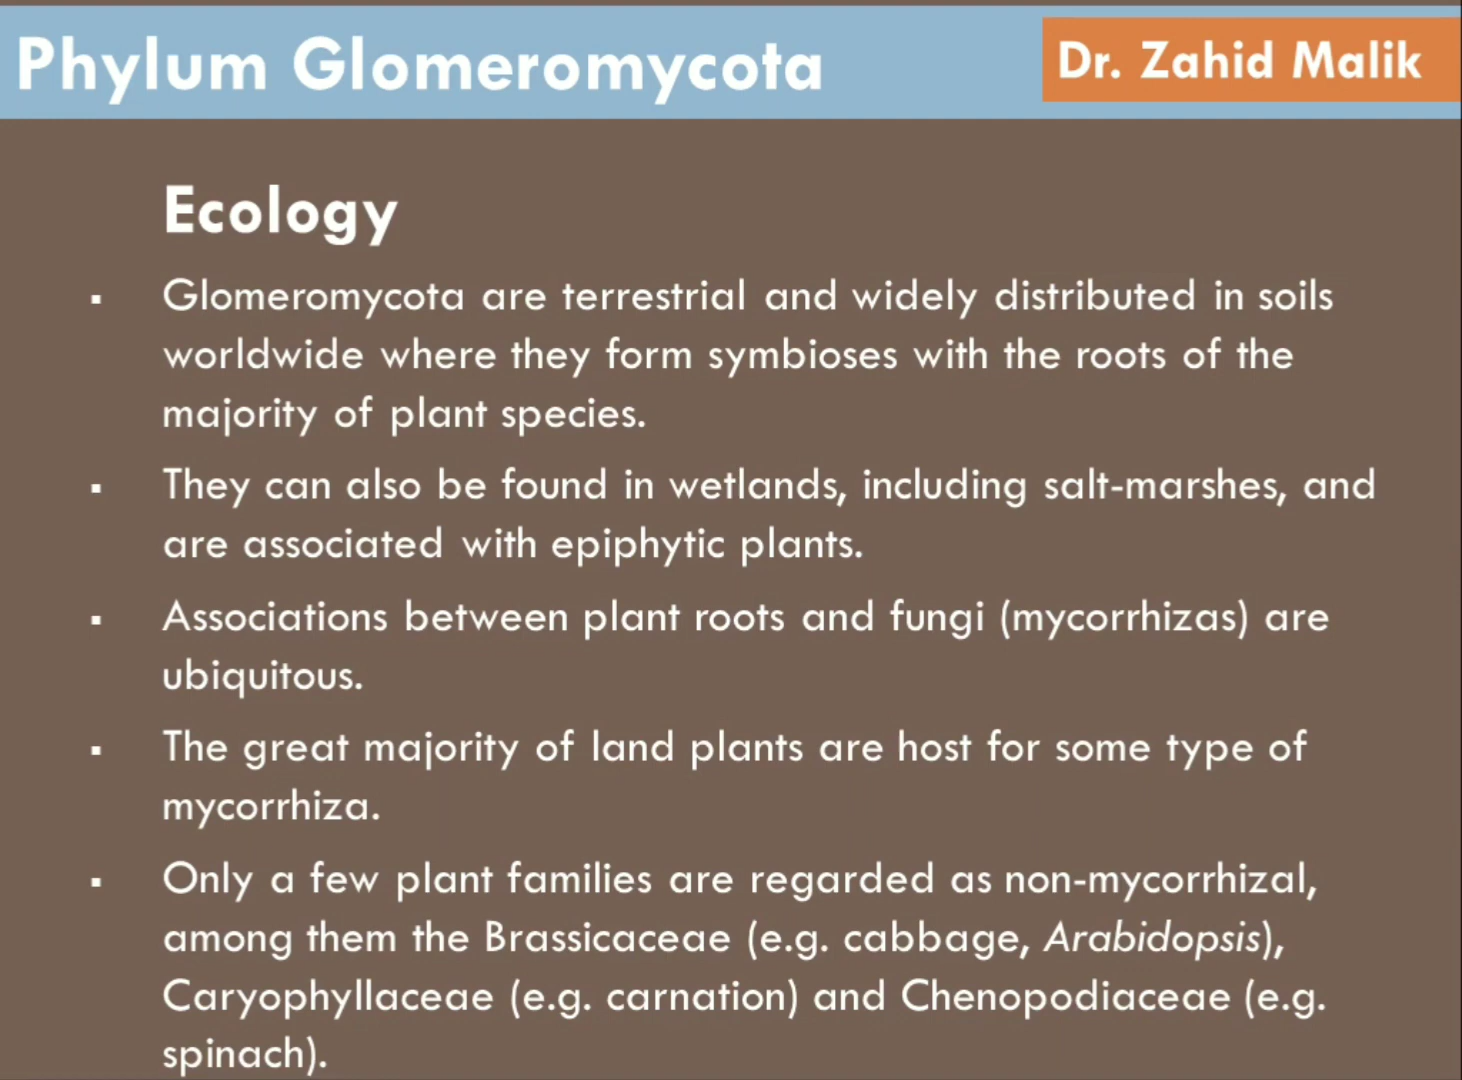 Phylum Glomeromycota
Dr. Zahid Malik
Ecology
▪ Glomeromycota are terrestrial and widely distributed in soils
worldwide where they form symbioses with the roots of the
majority of plant species.
▪ They can also be found in wetlands, including salt-marshes, and
are associated with epiphytic plants.
▪ Associations between plant roots and fungi (mycorrhizas) are
ubiquitous.
▪ The great majority of land plants are host for some type of
mycorrhiza.
▪ Only a few plant families are regarded as non-mycorrhizal,
among them the Brassicaceae (e.g. cabbage, Arabidopsis),
Caryophyllaceae (e.g. carnation) and Chenopodiaceae (e.g.
spinach).